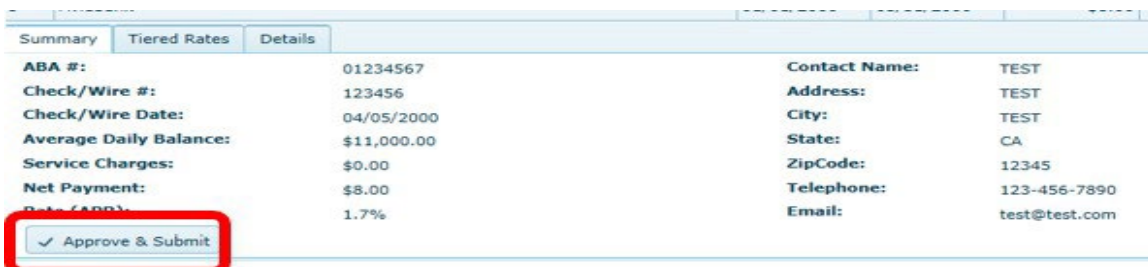 Summary Tiered Rates Details
ABA #: 01234567 Contact Name: TEST
Check/Wire #: 123456 Address: TEST
Check/Wire Date: 04/05/2000 City: TEST
Average Daily Balance: $11,000.00 State: CA
Service Charges: $0.00 ZipCode: 12345
Net Payment: $8.00 Telephone: 123-456-7890
1.7% Email: test@test.com
Approve & Submit